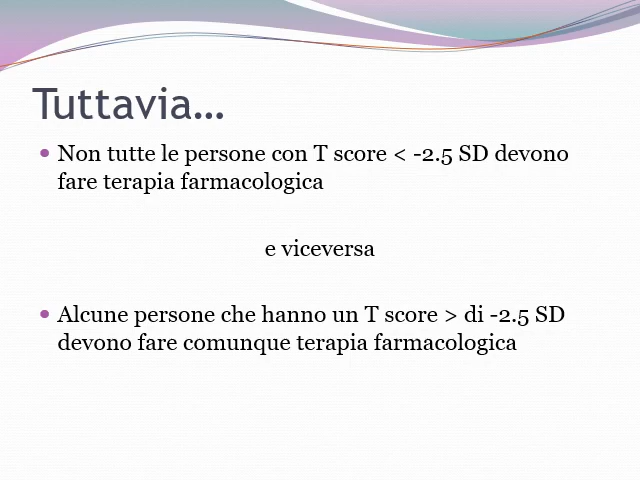 Tuttavia…
• Non tutte le persone con T score < -2.5 SD devono
fare terapia farmacologica
e viceversa
• Alcune persone che hanno un T score > di -2.5 SD
devono fare comunque terapia farmacologica